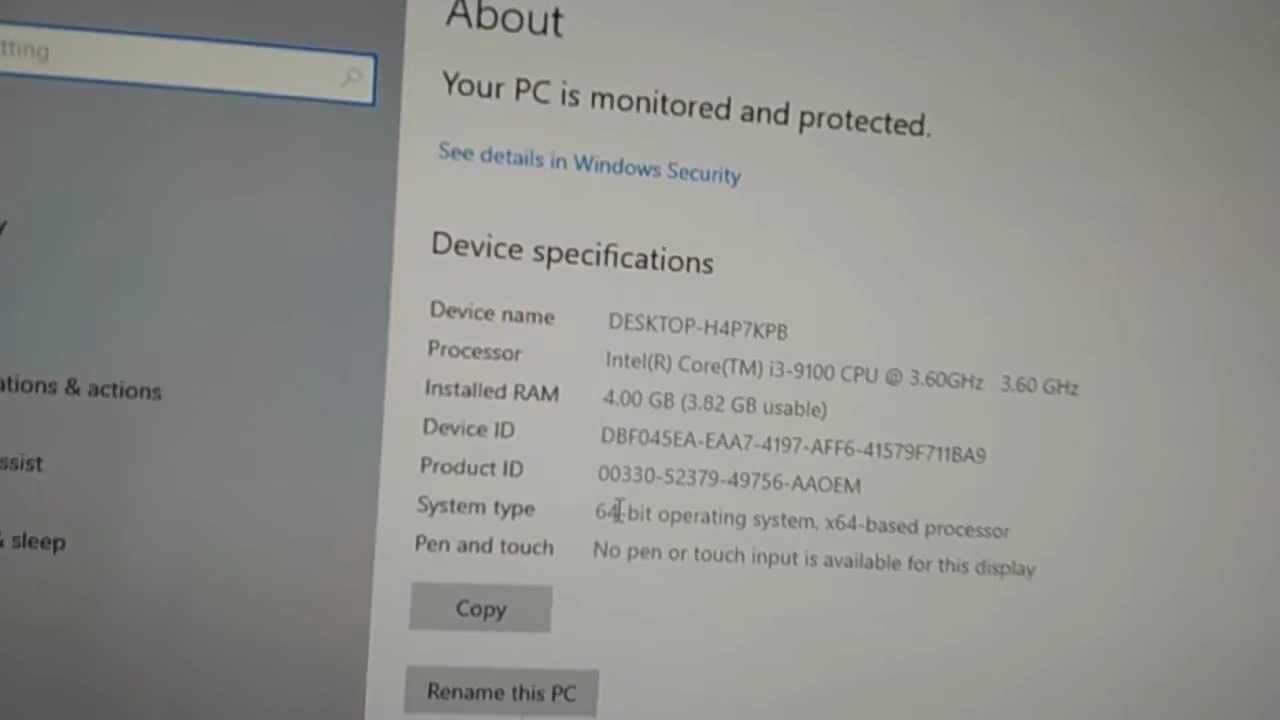 About
tting
Your PC is monitored and protected.
See details in Windows Security
Device specifications
Device name DESKTOP-H4P7KPB
Processor Intel(R) Core(TM) i3-9100 CPU @ 3.60GHz 3.60 GHz
Installed RAM 4.00 GB (3.82 GB usable)
Device ID DBF045EA-EAA7-4197-AFF6-41579F711BA9
Product ID 00330-52379-49756-AAOEM
System type 64-bit operating system, x64-based processor
Pen and touch No pen or touch input is available for this display
Copy
Rename this PC
ations & actions
ssist
& sleep